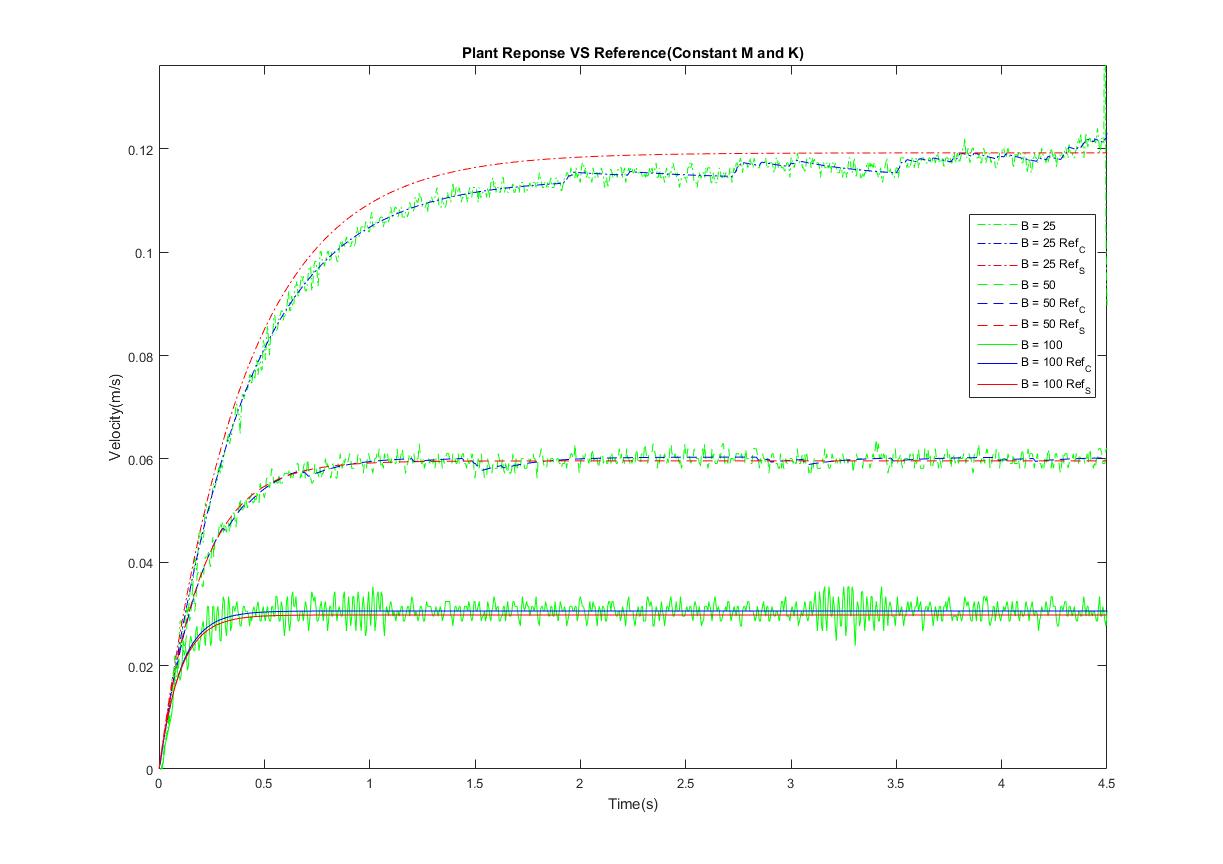 Plant Reponse VS Reference(Constant M and K)
0.12
0.1
0.08
0.06
0.04
0.02
0
Velocity(m/s)
B = 25
B = 25 Ref_C
B = 25 Ref_S
B = 50
B = 50 Ref_C
B = 50 Ref_S
B = 100
B = 100 Ref_C
B = 100 Ref_S
0 0.5 1 1.5 2 2.5 3 3.5 4 4.5
Time(s)